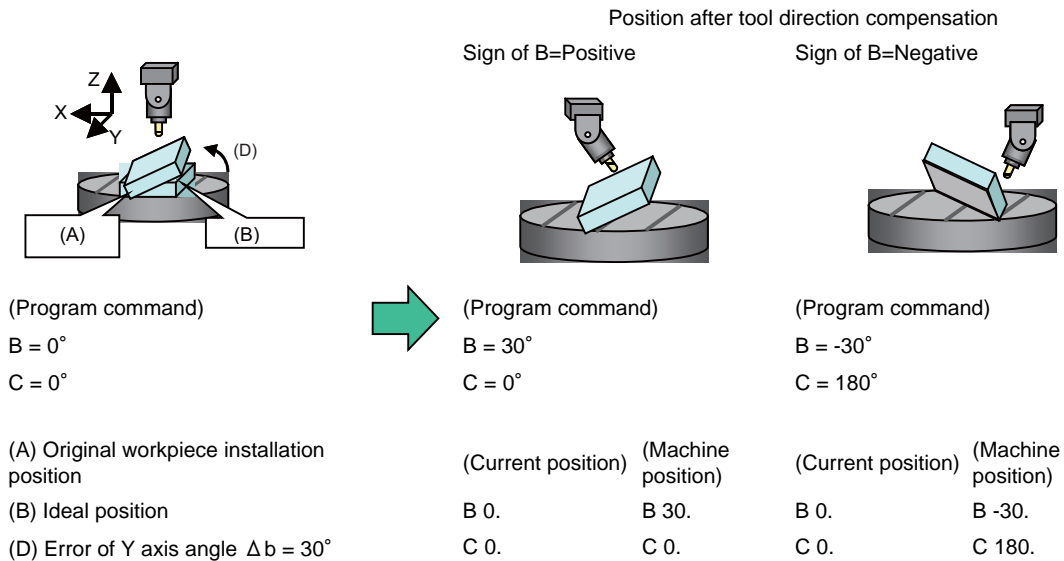 Position after tool direction compensation
Sign of B=Positive
Sign of B=Negative
Z
X
Y
(D)
(A)
(B)
(Program command)
B = 0°
C = 0°
(Program command)
B = 30°
C = 0°
(Program command)
B = -30°
C = 180°
(A) Original workpiece installation
position
(B) Ideal position
(D) Error of Y axis angle Δb = 30°
(Current position)
(Machine
position)
B 0.
B 30.
C 0.
C 0.
(Current position)
(Machine
position)
B 0.
B -30.
C 0.
C 180.